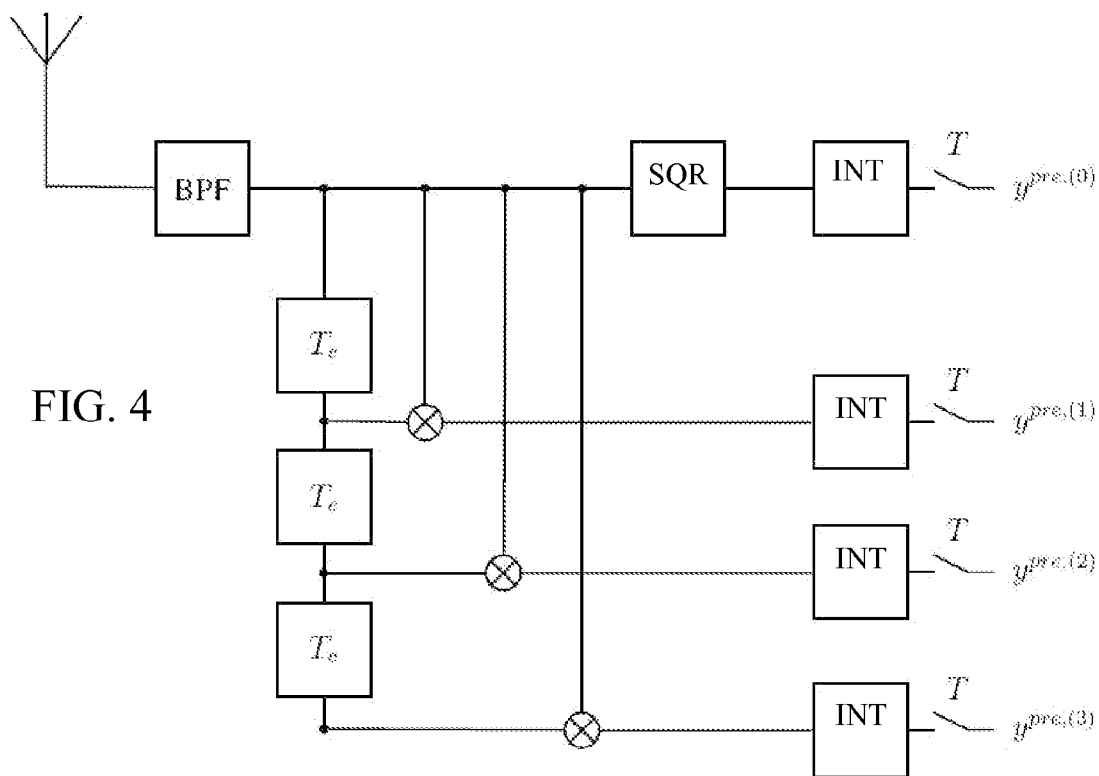 T
BPF
SQR
INT
y^{pre,(0)}
T_e
FIG. 4
INT
T
y^{pre,(1)}
T_e
INT
T
y^{pre,(2)}
T_e
INT
T
y^{pre,(3)}